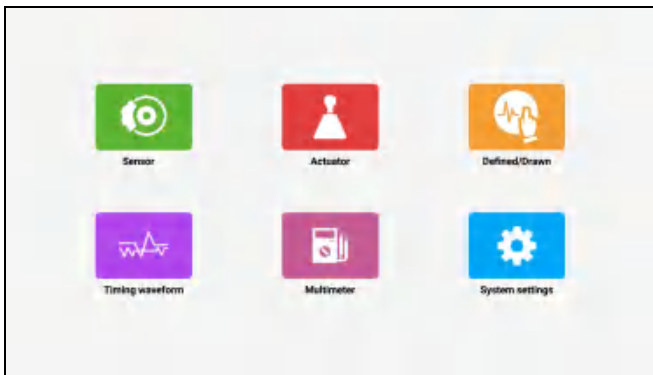 Sensor
Actuator
Defined/Drawn
Timing waveform
Multimeter
System settings